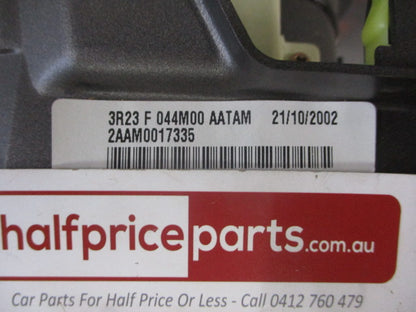 3R23 F 044M00 AATAM 21/10/2002
2AAM0017335
halfpriceparts.com.au
Car Parts For Half Price Or Less - Call 0412 760 479